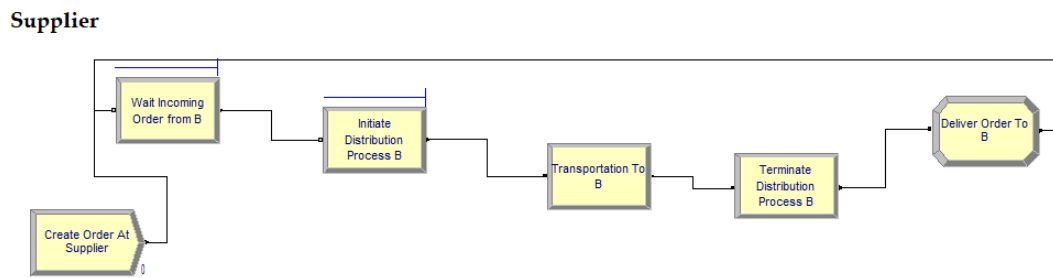 Supplier
Wait Incoming
Order from B
Initiate
Distribution
Process B
Transportation To
B
Terminate
Distribution
Process B
Deliver Order To
B
Create Order At
Supplier
0